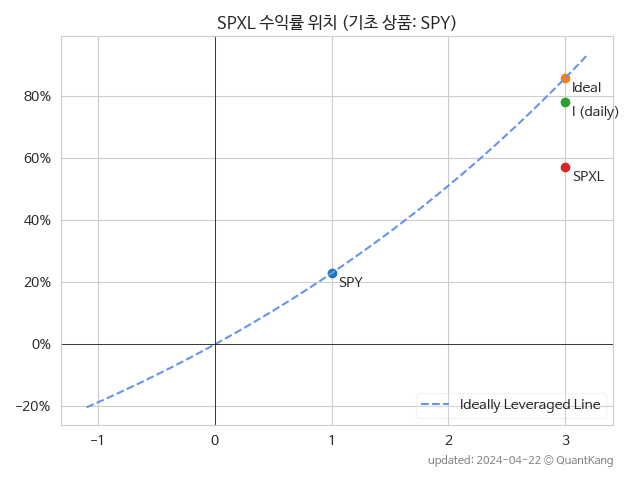 SPXL 수익률 위치 (기초 상품: SPY)
80%
60%
40%
20%
0%
−20%
Ideal
I (daily)
SPXL
SPY
Ideally Leveraged Line
−1
0
1
2
3
updated: 2024-04-22 © QuantKang